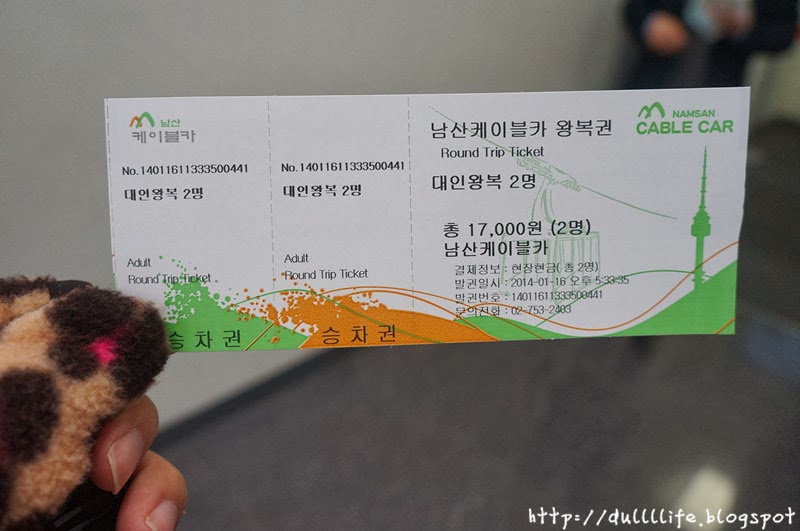 남산
케이블카
No.14011611333500441
대인왕복 2명
Adult
Round Trip Ticket
승차권
No.14011611333500441
대인왕복 2명
Adult
Round Trip Ticket
승차권
남산케이블카 왕복권
Round Trip Ticket
NAMSAN
CABLE CAR
대인왕복 2명
총 17,000원 (2명)
남산케이블카
결제정보 : 현장현금( 총 2명)
발권일시 : 2014-01-16 오후 5:33:35
발권번호 : 14011611333500441
문의전화 : 02-753-2403
http://dullllife.blogspot